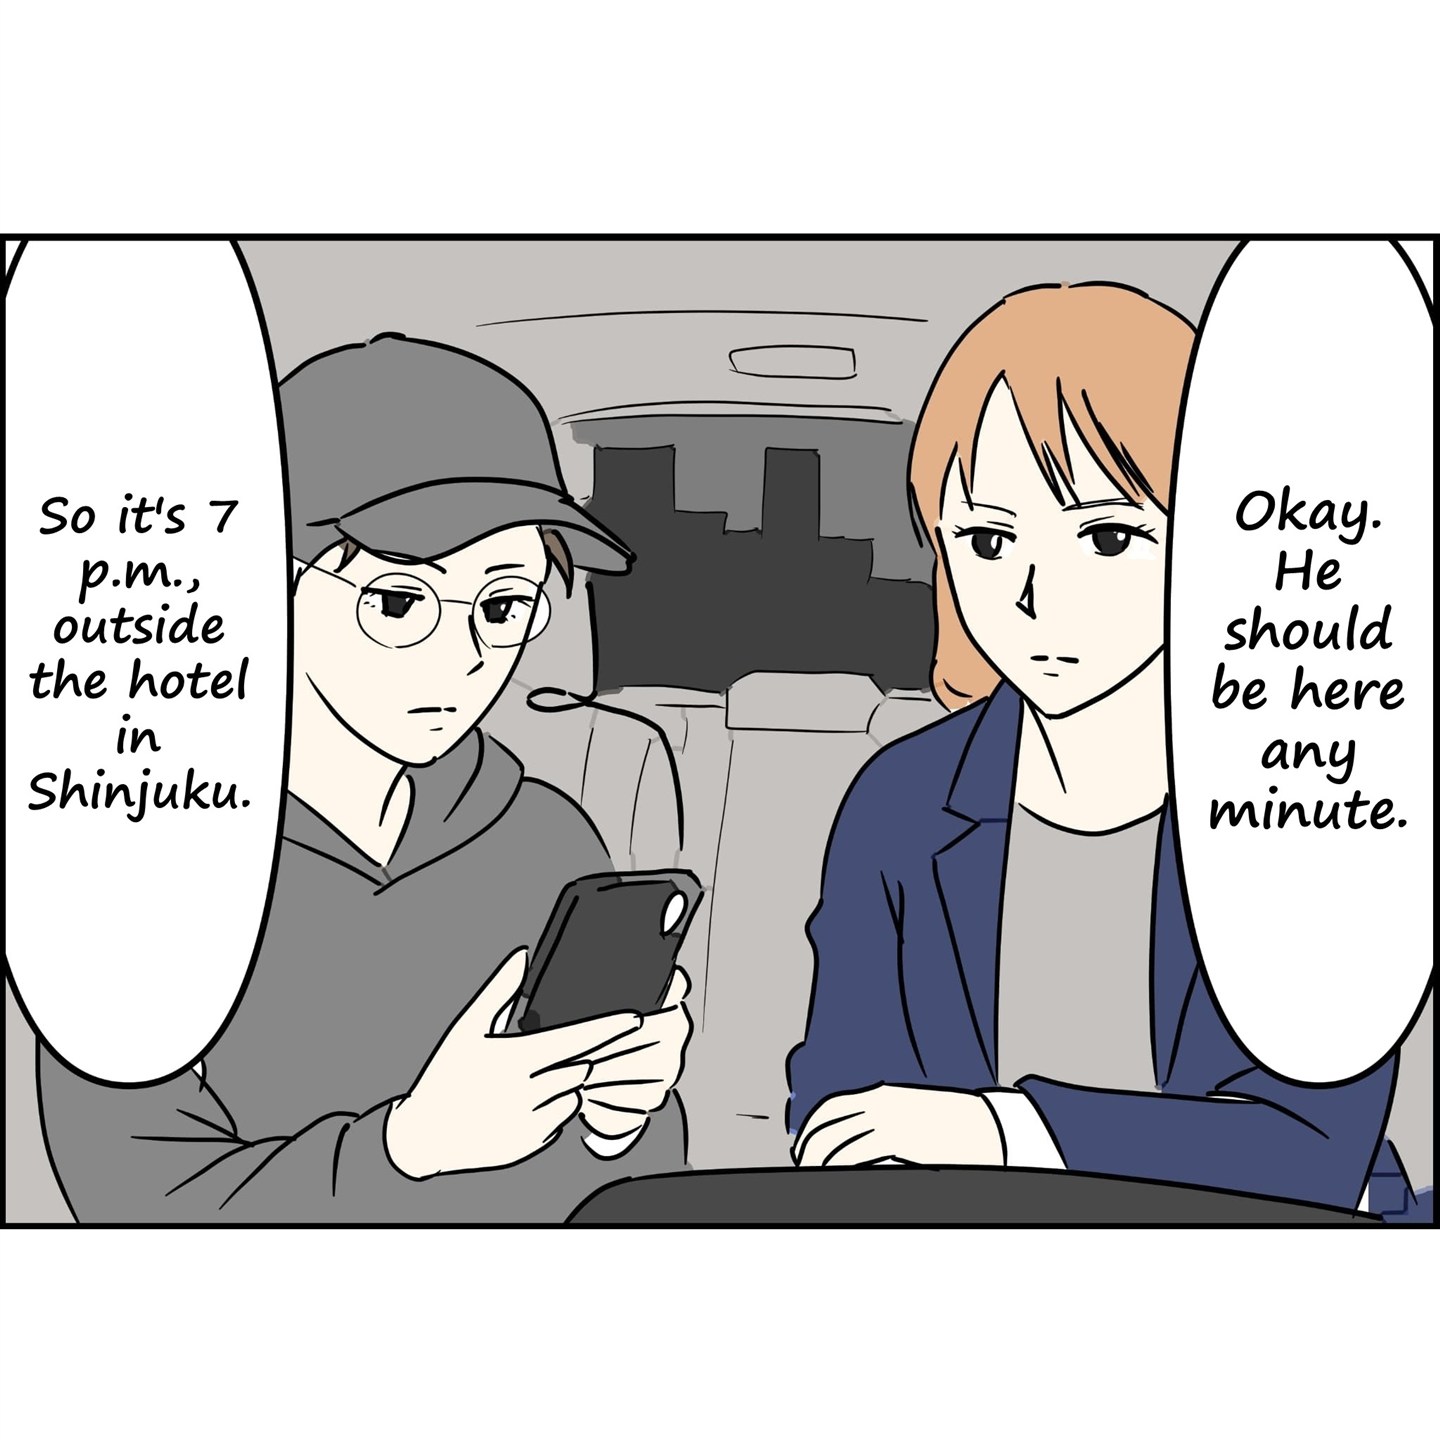 So it's 7
p.m.,
outside
the hotel
in
Shinjuku.
Okay.
He
should
be here
any
minute.